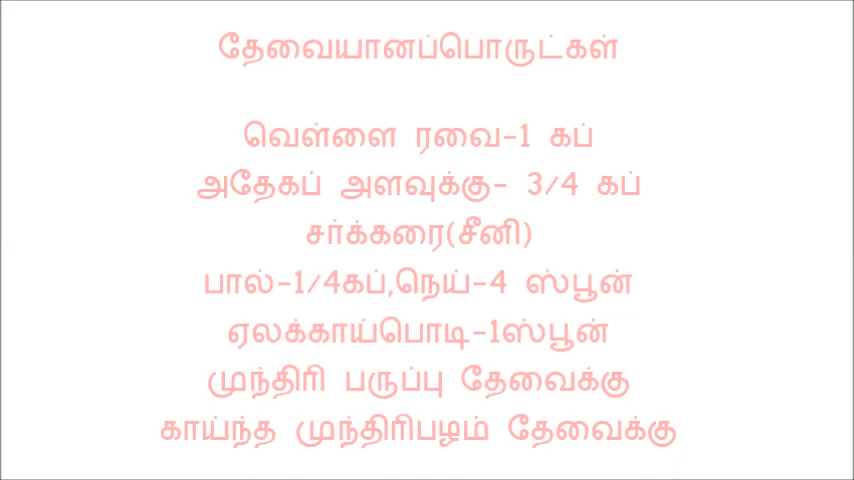 தேவையானப்பொருட்கள்
வெள்ளை ரவை-1 கப்
அதேகப் அளவுக்கு- 3/4 கப்
சர்க்கரை(சீனி)
பால்-1/4கப்,நெய்-4 ஸ்பூன்
ஏலக்காய்பொடி-1ஸ்பூன்
முந்திரி பருப்பு தேவைக்கு
காய்ந்த முந்திரிபழம் தேவைக்கு